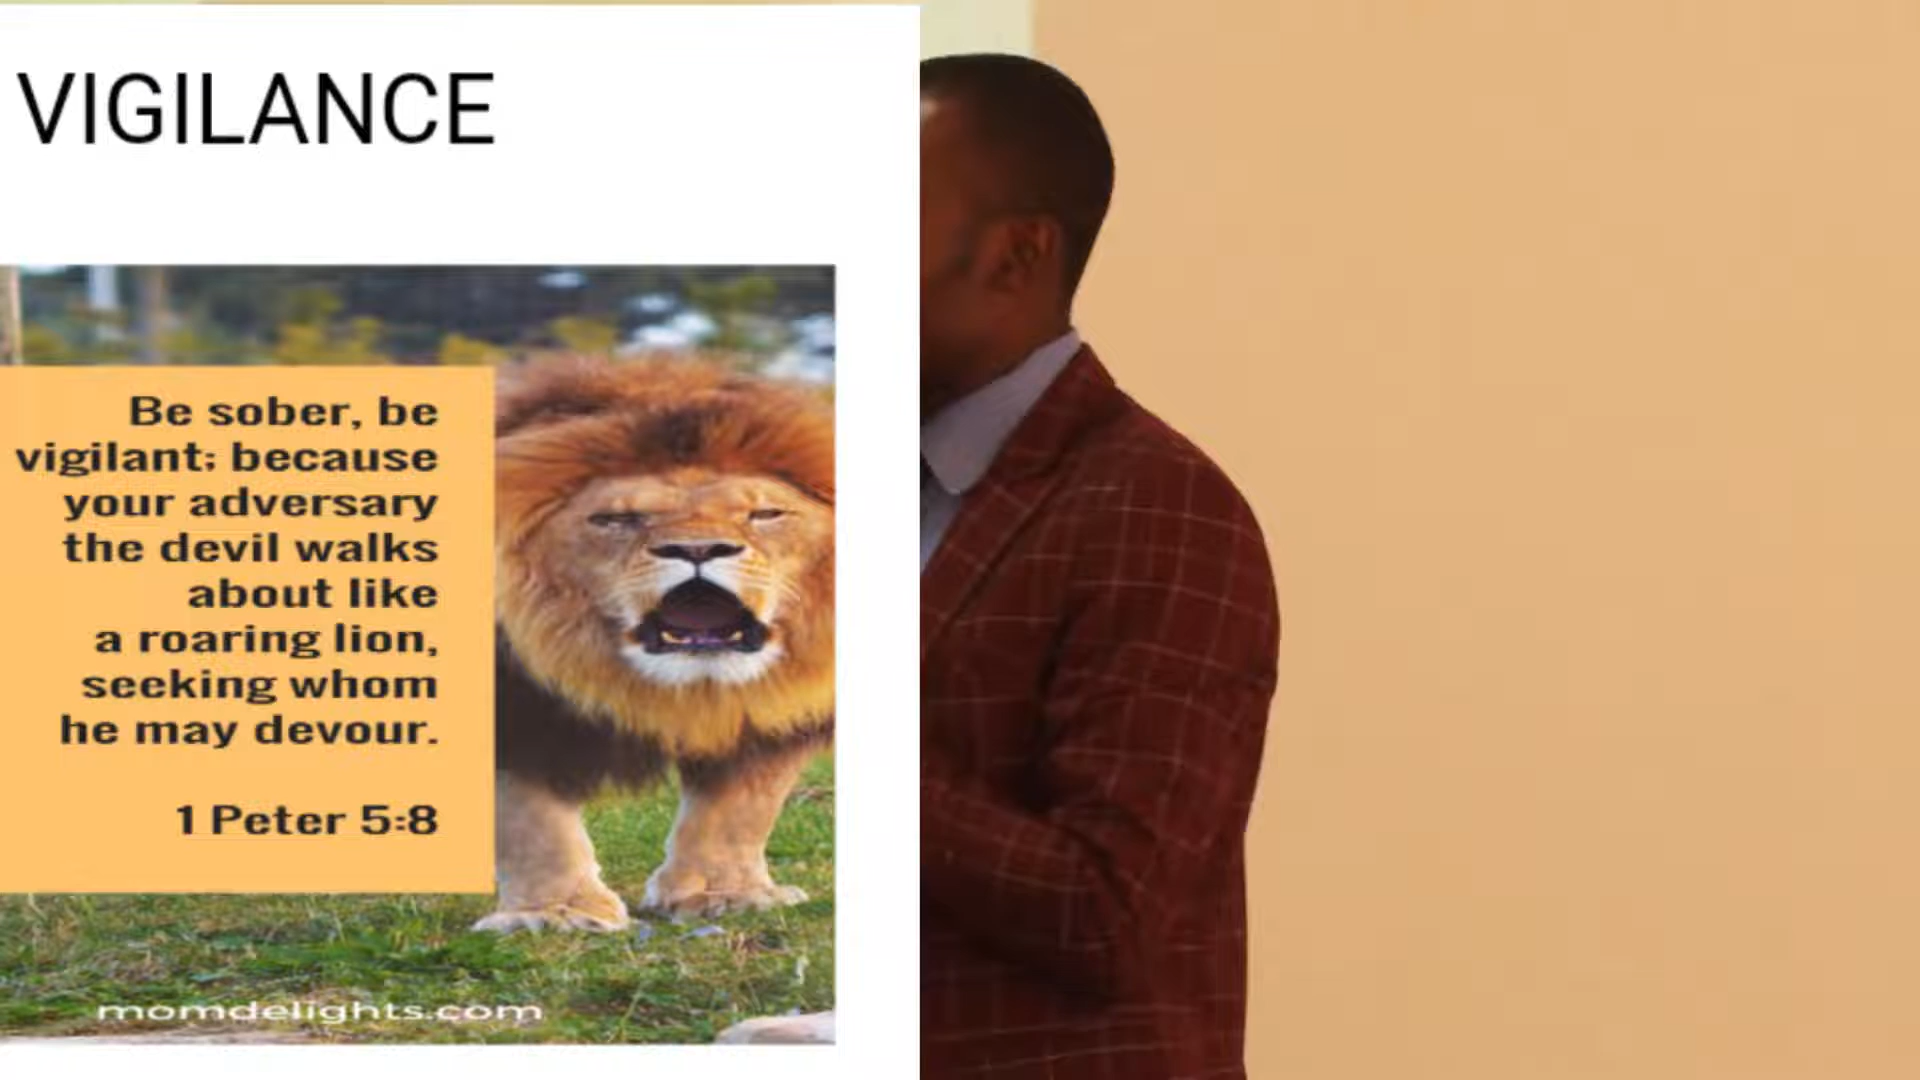 VIGILANCE
Be sober, be
vigilant; because
your adversary
the devil walks
about like
a roaring lion,
seeking whom
he may devour.
1 Peter 5:8
momdelights.com